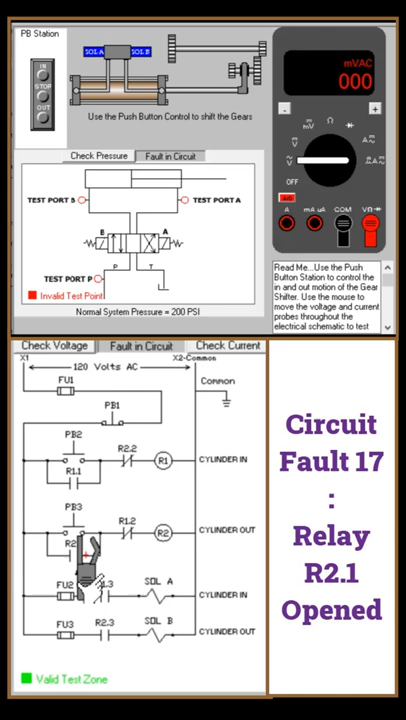 PB Station
IN
STOP
OUT
SOL A
SOL B
Use the Push Button Control to shift the Gears
mVAC
000
-
+
mV
Ω
V
V
A
mA
OFF
A
mA uA
COM
VΩ
Check Pressure
Fault in Circuit
TEST PORT B
TEST PORT A
B
A
P
T
TEST PORT P
Invalid Test Point
Normal System Pressure = 200 PSI
Read Me...Use the Push
Button Station to control the
in and out motion of the Gear
Shifter. Use the mouse to
move the voltage and current
probes throughout the
electrical schematic to test
Check Voltage
Fault in Circuit
Check Current
X1
X2-Common
120 Volts AC
FU1
Common
PB1
PB2
R2.2
R1
CYLINDER IN
R1.1
PB3
R1.2
R2
CYLINDER OUT
R2
FU2
1.3
SOL A
CYLINDER IN
FU3
R2.3
SOL B
CYLINDER OUT
Valid Test Zone
Circuit
Fault 17
:
Relay
R2.1
Opened